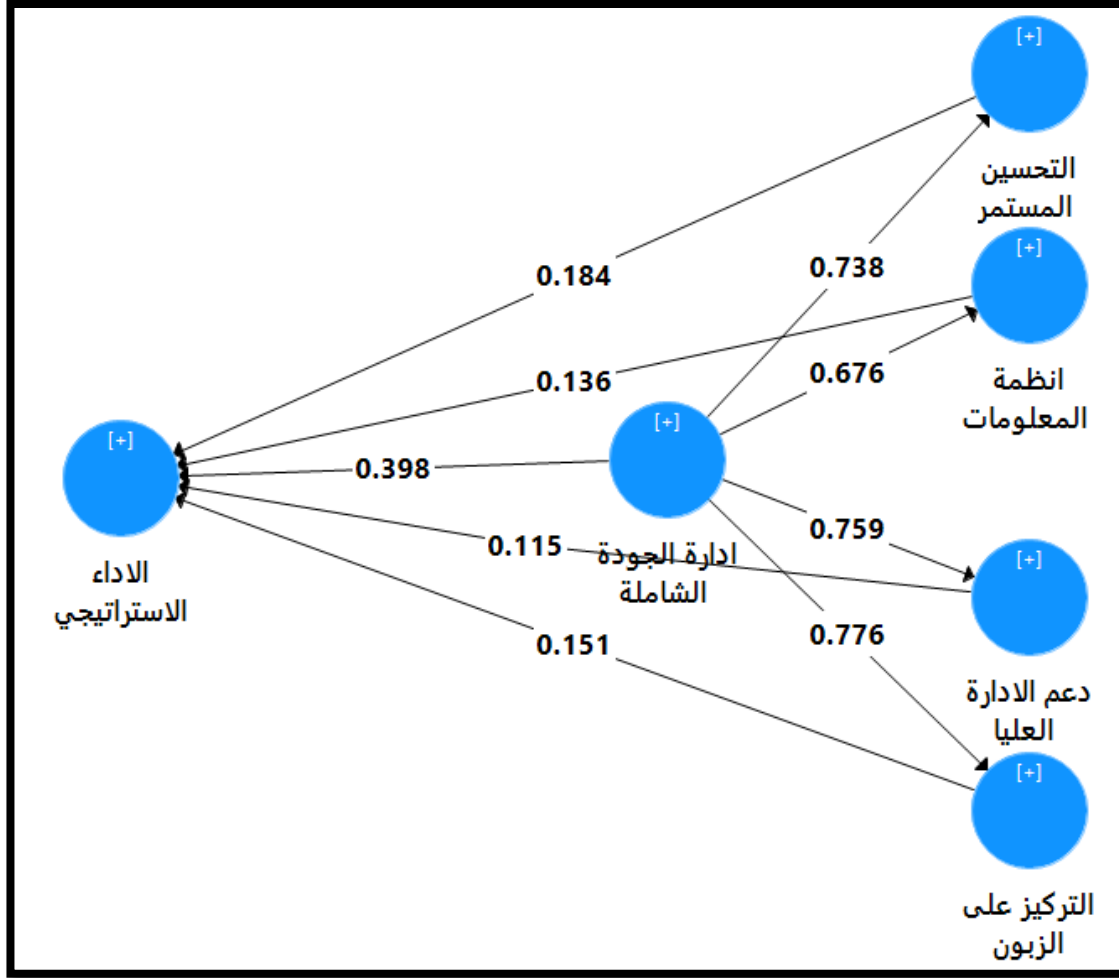 [+]
التحسين
المستمر
0.184
0.738
[+]
انظمة
المعلومات
0.136
0.676
[+]
الاداء
الاستراتيجي
0.398
[+]
ادارة الجودة
الشاملة
0.115
0.759
[+]
دعم الادارة
العليا
0.151
0.776
[+]
التركيز على
الزبون